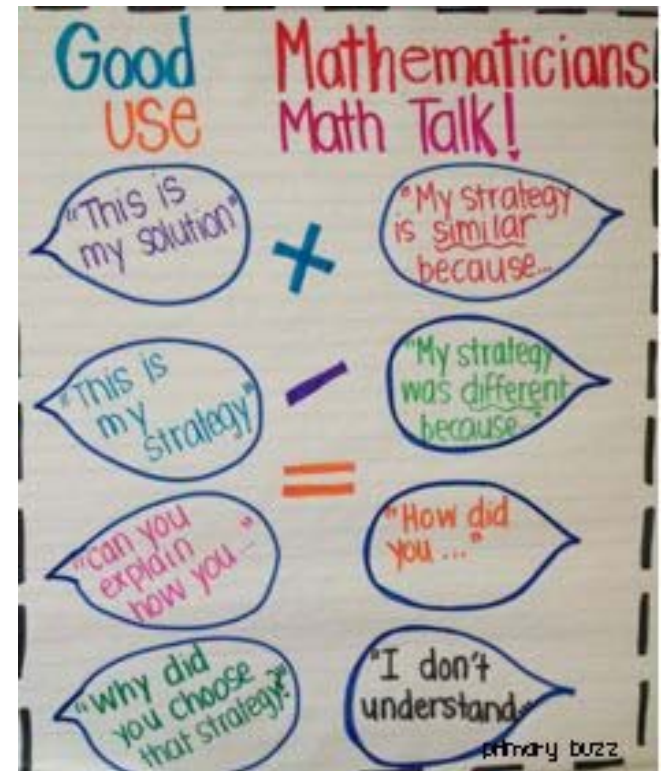 Good Mathematicians
use Math Talk!
"This is
my solution"
"My strategy
is similar
because...
"This is
my
strategy"
"My strategy
was different
because..."
"can you
explain
how you..."
"How did
you ..."
"why did
you choose
that strategy?"
"I don't
understand..
primary buzz